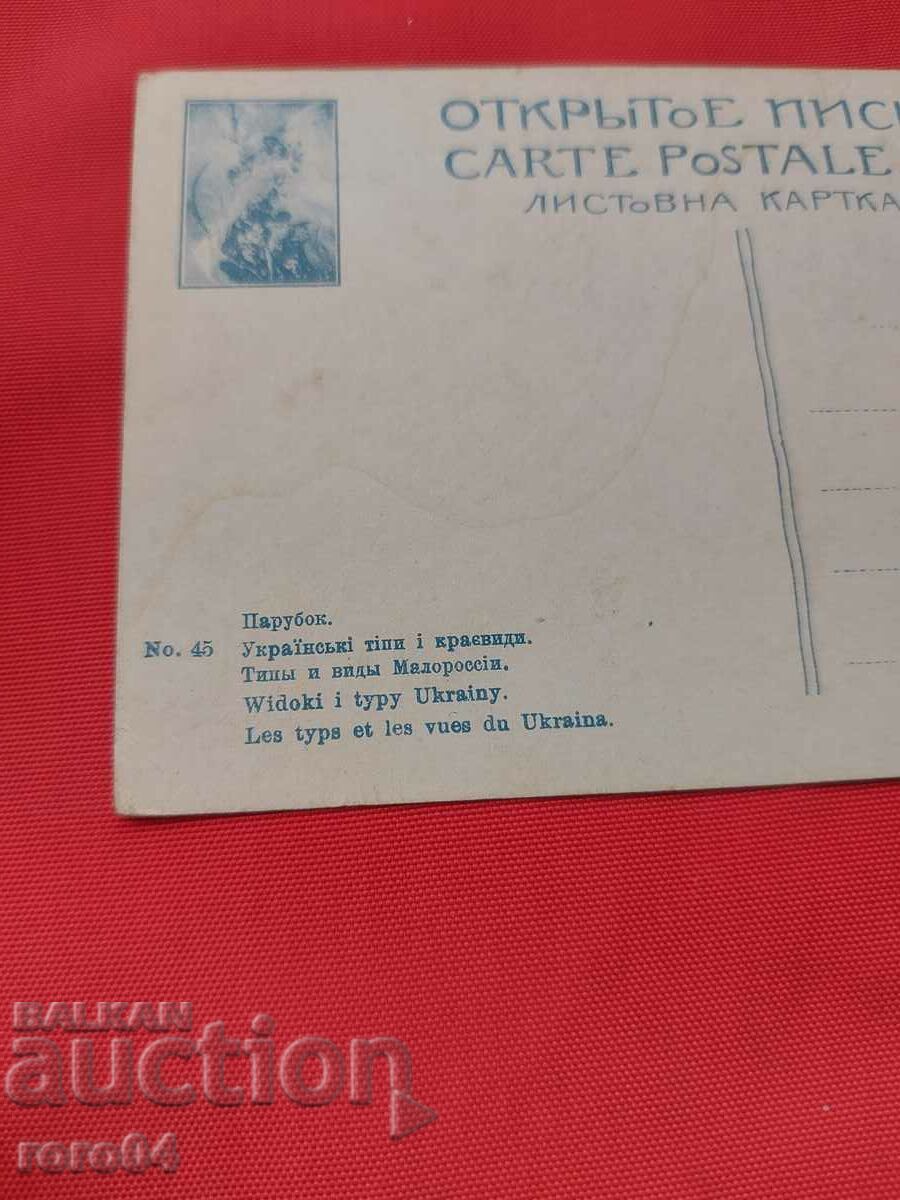 ОТКРЫТОЕ ПИС
CARTE POSTALE
ЛИСТОВНА КАРТКА
Парубок.
No. 45 Українські тіпи і краєвиди.
Типы и виды Малороссіи.
Widoki i typy Ukrainy.
Les typs et les vues du Ukraina.
BALKAN
auction
roro04